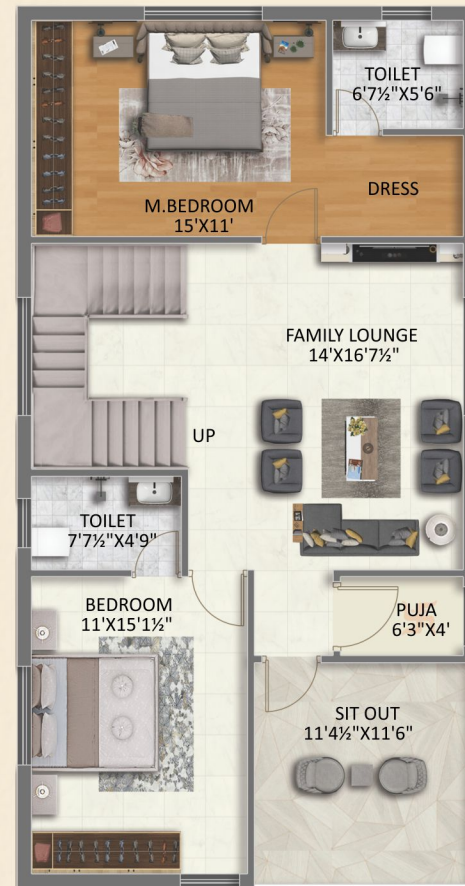 TOILET
6'7½"X5'6"
M.BEDROOM
15'X11'
DRESS
FAMILY LOUNGE
14'X16'7½"
UP
TOILET
7'7½"X4'9"
BEDROOM
11'X15'1½"
PUJA
6'3"X4'
SIT OUT
11'4½"X11'6"